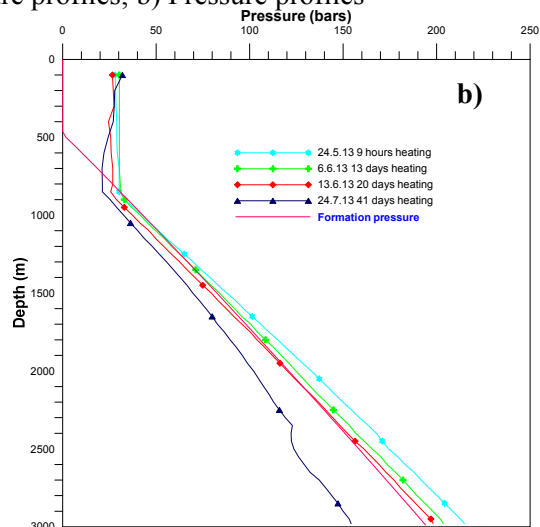 re profiles; b) Pressure profiles
Pressure (bars)
0 50 100 150 200 250
b)
0
500
1000
1500
2000
2500
3000
Depth (m)
24.5.13 9 hours heating
6.6.13 13 days heating
13.6.13 20 days heating
24.7.13 41 days heating
Formation pressure